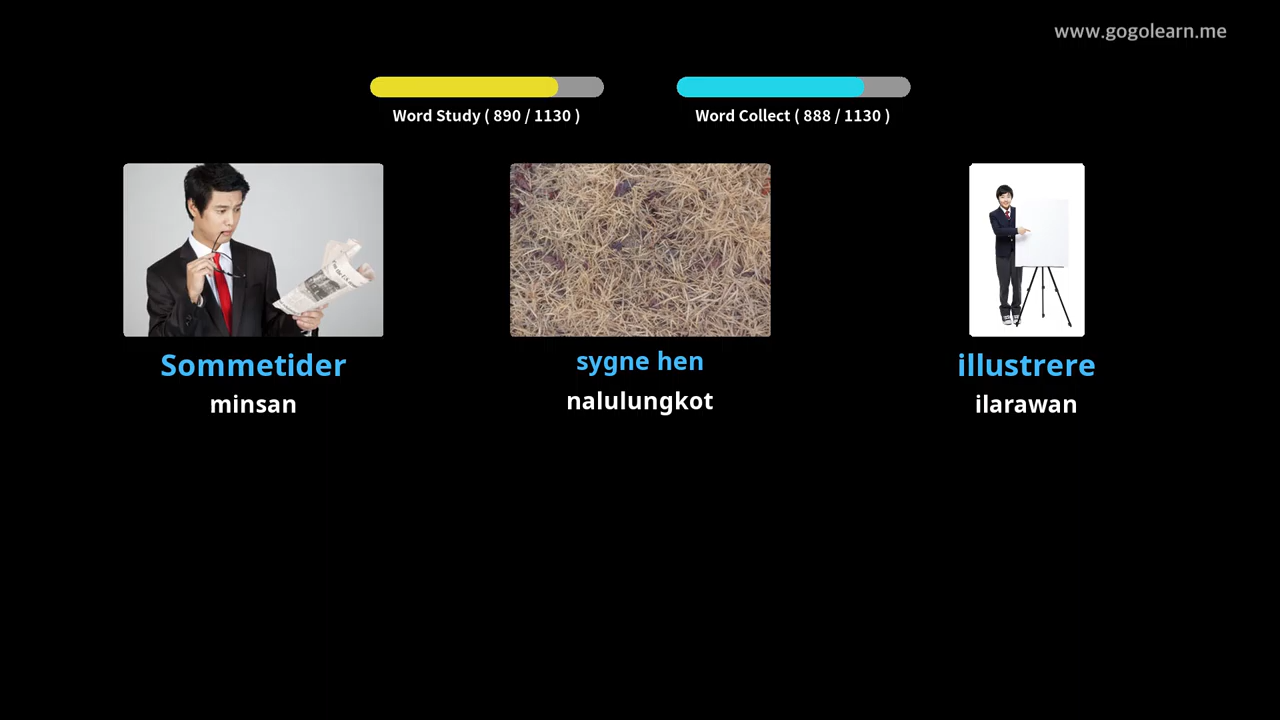 www.gogolearn.me
Word Study ( 890 / 1130 )
Word Collect ( 888 / 1130 )
Sommetider
minsan
sygne hen
nalulungkot
illustrere
ilarawan